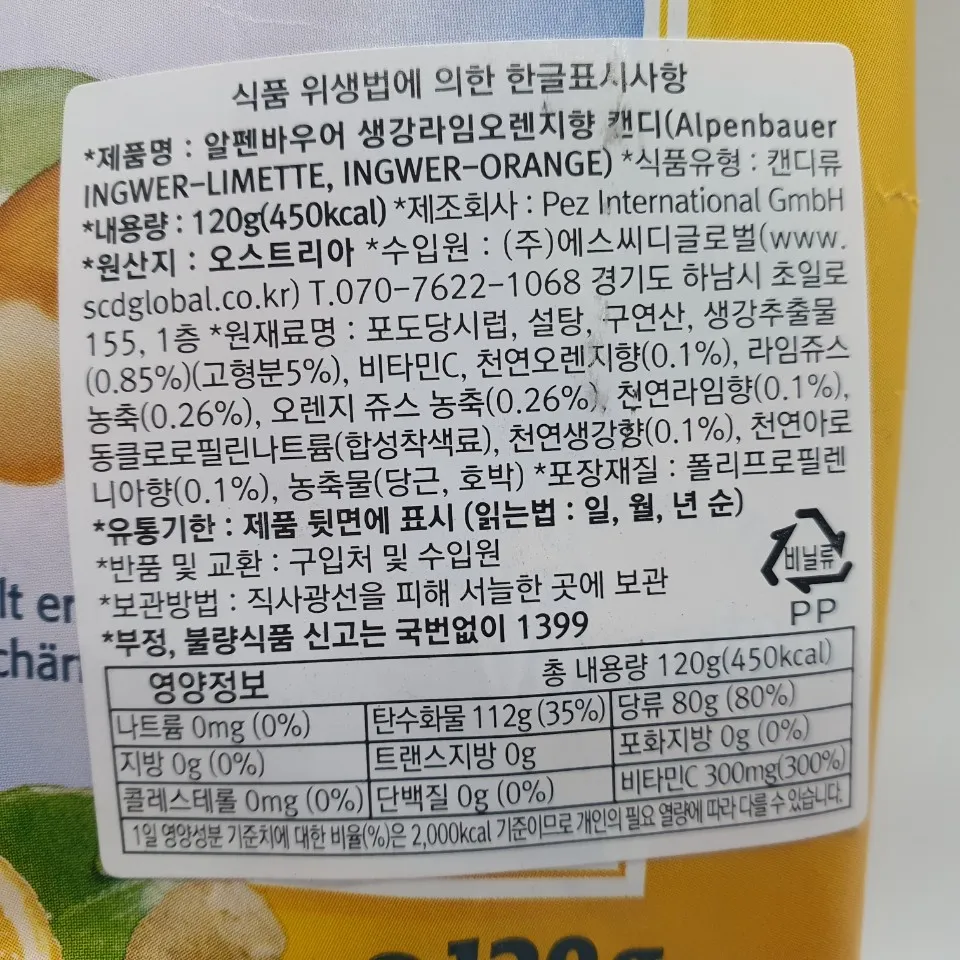 식품 위생법에 의한 한글표시사항
*제품명 : 알펜바우어 생강라임오렌지향 캔디(Alpenbauer
INGWER-LIMETTE, INGWER-ORANGE) *식품유형 : 캔디류
*내용량 : 120g(450kcal) *제조회사 : Pez International GmbH
*원산지 : 오스트리아 *수입원 : (주)에스씨디글로벌(www.
scdglobal.co.kr) T.070-7622-1068 경기도 하남시 초일로
155, 1층 *원재료명 : 포도당시럽, 설탕, 구연산, 생강추출물
(0.85%)(고형분5%), 비타민C, 천연오렌지향(0.1%), 라임쥬스
농축(0.26%), 오렌지 쥬스 농축(0.26%), 천연라임향(0.1%),
동클로로필린나트륨(합성착색료), 천연생강향(0.1%), 천연아로
니아향(0.1%), 농축물(당근, 호박) *포장재질 : 폴리프로필렌
*유통기한 : 제품 뒷면에 표시 (읽는법 : 일, 월, 년 순)
*반품 및 교환 : 구입처 및 수입원
*보관방법 : 직사광선을 피해 서늘한 곳에 보관
*부정, 불량식품 신고는 국번없이 1399
비닐류
PP
lt er
chär
영양정보 총 내용량 120g(450kcal)
나트륨 0mg (0%) 탄수화물 112g (35%) 당류 80g (80%)
지방 0g (0%) 트랜스지방 0g 포화지방 0g (0%)
콜레스테롤 0mg (0%) 단백질 0g (0%) 비타민C 300mg(300%)
1일 영양성분 기준치에 대한 비율(%)은 2,000kcal 기준이므로 개인의 필요 열량에 따라 다를 수 있습니다.
120g